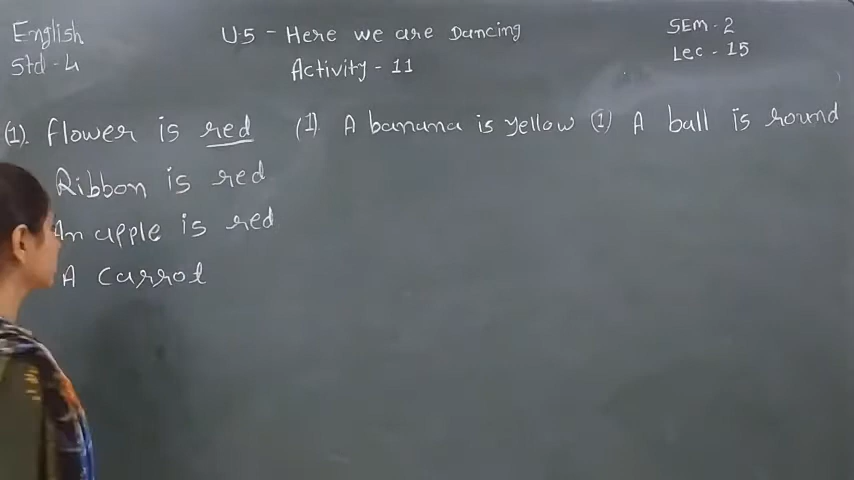 English
Std - 4
U.5 - Here we are Dancing
Activity - 11
SEM - 2
Lec - 15
(1). Flower is red
Ribbon is red
An apple is red
A Carrot
(1). A banana is yellow
(1) A ball is round